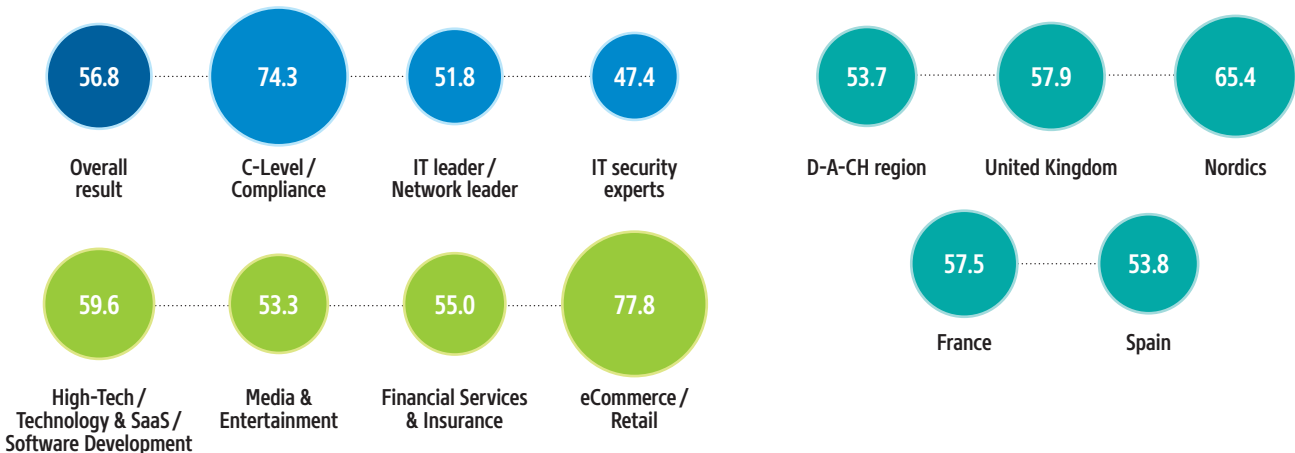 56.8
74.3
51.8
47.4
Overall
result
C-Level /
Compliance
IT leader /
Network leader
IT security
experts
59.6
53.3
55.0
77.8
High-Tech /
Technology & SaaS /
Software Development
Media &
Entertainment
Financial Services
& Insurance
eCommerce /
Retail
53.7
57.9
65.4
D-A-CH region
United Kingdom
Nordics
57.5
53.8
France
Spain